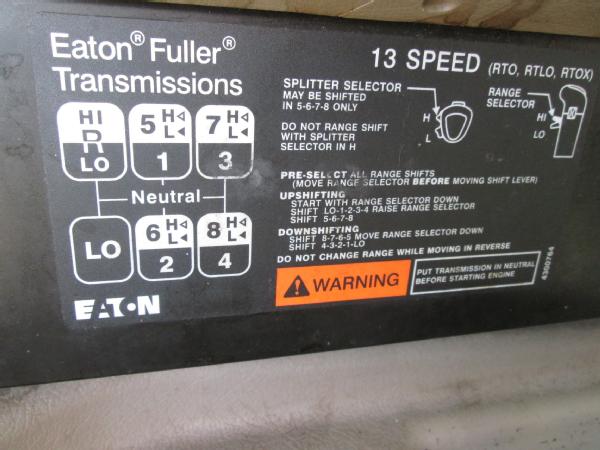 Eaton® Fuller®
Transmissions
HI
R
LO
5 H L
1
7 H L
3
Neutral
LO
6 H L
2
8 H L
4
EATON
13 SPEED (RTO, RTLO, RTOX)
SPLITTER SELECTOR
MAY BE SHIFTED
IN 5-6-7-8 ONLY
H
L
RANGE
SELECTOR
HI
LO
DO NOT RANGE SHIFT
WITH SPLITTER
SELECTOR IN H
PRE-SELECT ALL RANGE SHIFTS
(MOVE RANGE SELECTOR BEFORE MOVING SHIFT LEVER)
UPSHIFTING
START WITH RANGE SELECTOR DOWN
SHIFT LO-1-2-3-4 RAISE RANGE SELECTOR
SHIFT 5-6-7-8
DOWNSHIFTING
SHIFT 8-7-6-5 MOVE RANGE SELECTOR DOWN
SHIFT 4-3-2-1-LO
DO NOT CHANGE RANGE WHILE MOVING IN REVERSE
WARNING
PUT TRANSMISSION IN NEUTRAL
BEFORE STARTING ENGINE
4300764